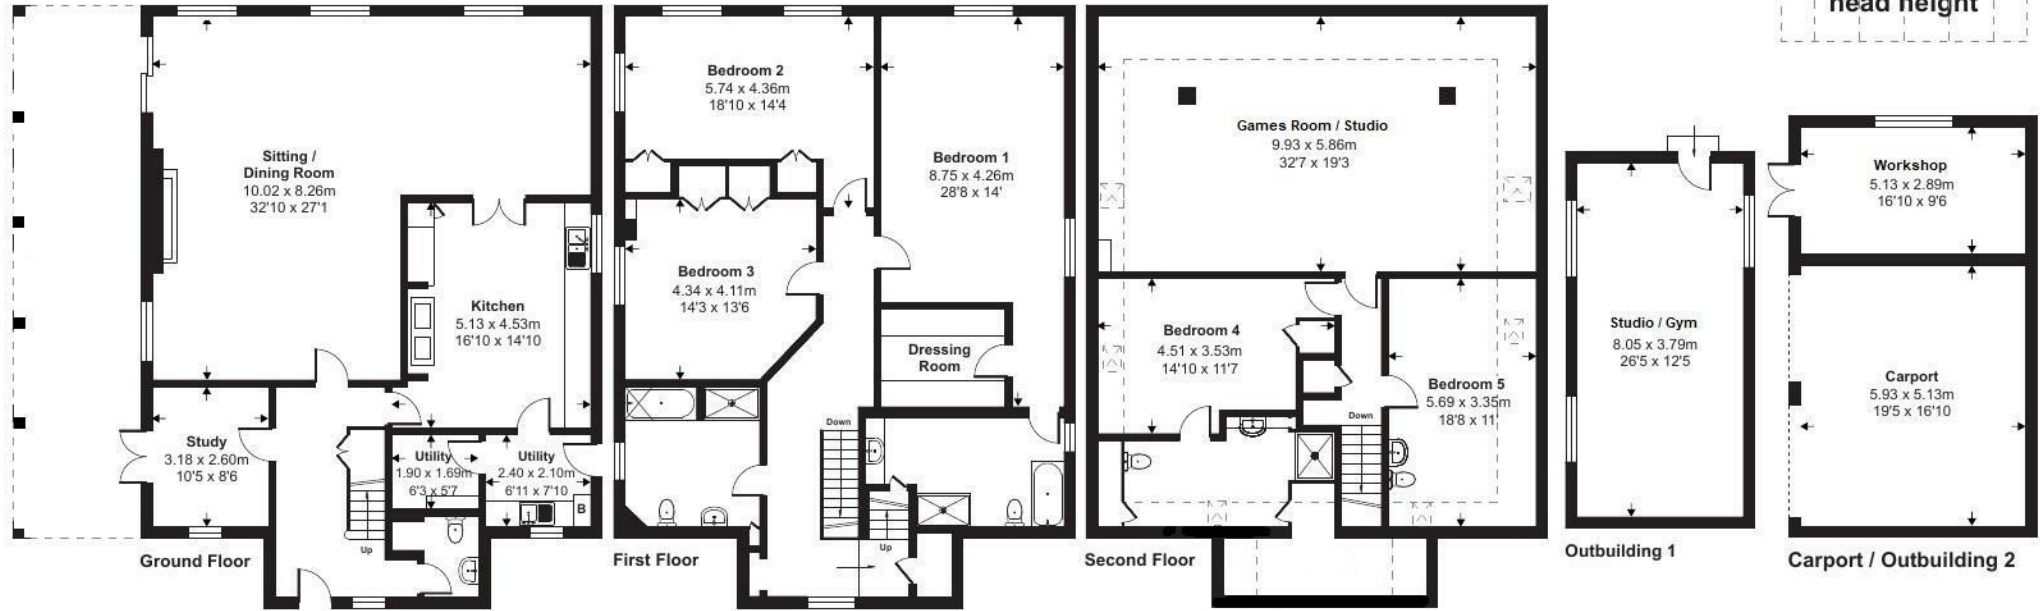 head height
Sitting /
Dining Room
10.02 x 8.26m
32'10 x 27'1
Kitchen
5.13 x 4.53m
16'10 x 14'10
Study
3.18 x 2.60m
10'5 x 8'6
Utility
1.90 x 1.69m
6'3 x 5'7
Utility
2.40 x 2.10m
6'11 x 7'10
B
Up
Ground Floor
Bedroom 2
5.74 x 4.36m
18'10 x 14'4
Bedroom 1
8.75 x 4.26m
28'8 x 14'
Bedroom 3
4.34 x 4.11m
14'3 x 13'6
Dressing
Room
Down
Up
First Floor
Games Room / Studio
9.93 x 5.86m
32'7 x 19'3
Bedroom 4
4.51 x 3.53m
14'10 x 11'7
Bedroom 5
5.69 x 3.35m
18'8 x 11'
Down
Second Floor
Studio / Gym
8.05 x 3.79m
26'5 x 12'5
Outbuilding 1
Workshop
5.13 x 2.89m
16'10 x 9'6
Carport
5.93 x 5.13m
19'5 x 16'10
Carport / Outbuilding 2